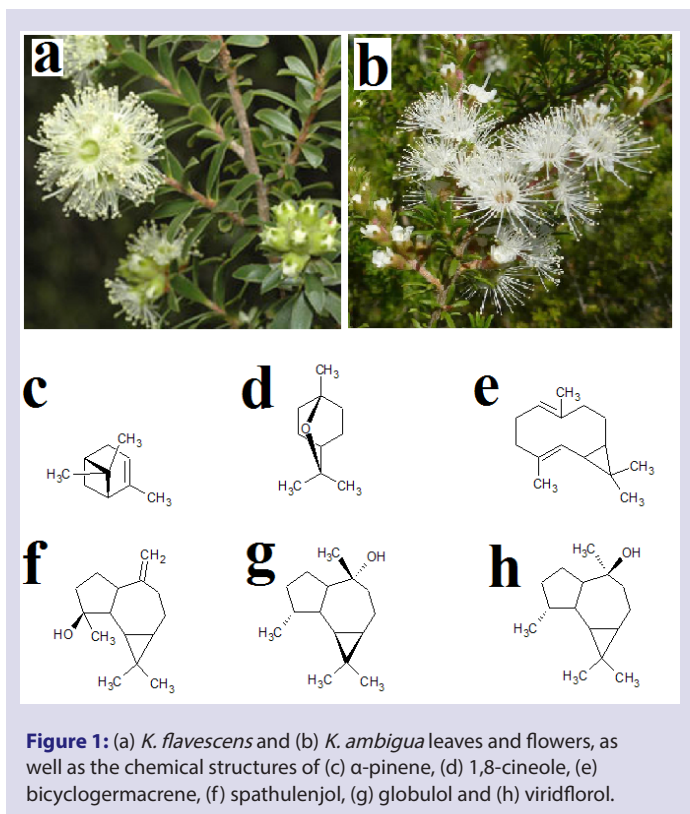 a
b
c
d
e
CH₃
H₃C
CH₃
CH₃
O
H₃C
CH₃
CH₃
CH₃
CH₃
CH₃
f
g
h
CH₂
HO
CH₃
H₃C
CH₃
H₃C
OH
H₃C
H₃C
CH₃
H₃C
OH
H₃C
H₃C
CH₃
Figure 1: (a) K. flavescens and (b) K. ambigua leaves and flowers, as
well as the chemical structures of (c) α-pinene, (d) 1,8-cineole, (e)
bicyclogermacrene, (f) spathulenjol, (g) globulol and (h) viridflorol.